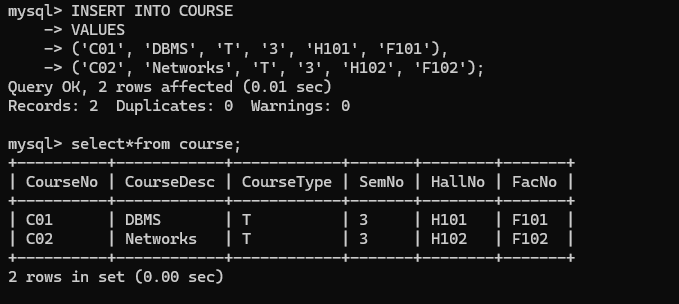 mysql> INSERT INTO COURSE
    -> VALUES
    -> ('C01', 'DBMS', 'T', '3', 'H101', 'F101'),
    -> ('C02', 'Networks', 'T', '3', 'H102', 'F102');
Query OK, 2 rows affected (0.01 sec)
Records: 2  Duplicates: 0  Warnings: 0

mysql> select*from course;
+----------+------------+------------+-------+--------+-------+
| CourseNo | CourseDesc | CourseType | SemNo | HallNo | FacNo |
+----------+------------+------------+-------+--------+-------+
| C01      | DBMS       | T          | 3     | H101   | F101  |
| C02      | Networks   | T          | 3     | H102   | F102  |
+----------+------------+------------+-------+--------+-------+
2 rows in set (0.00 sec)